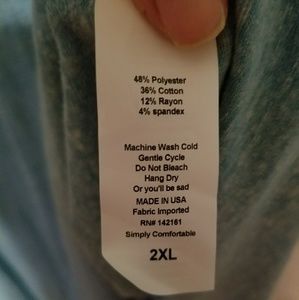 48% Polyester
36% Cotton
12% Rayon
4% spandex
Machine Wash Cold
Gentle Cycle
Do Not Bleach
Hang Dry
Or you'll be sad
MADE IN USA
Fabric Imported
RN# 142161
Simply Comfortable
2XL